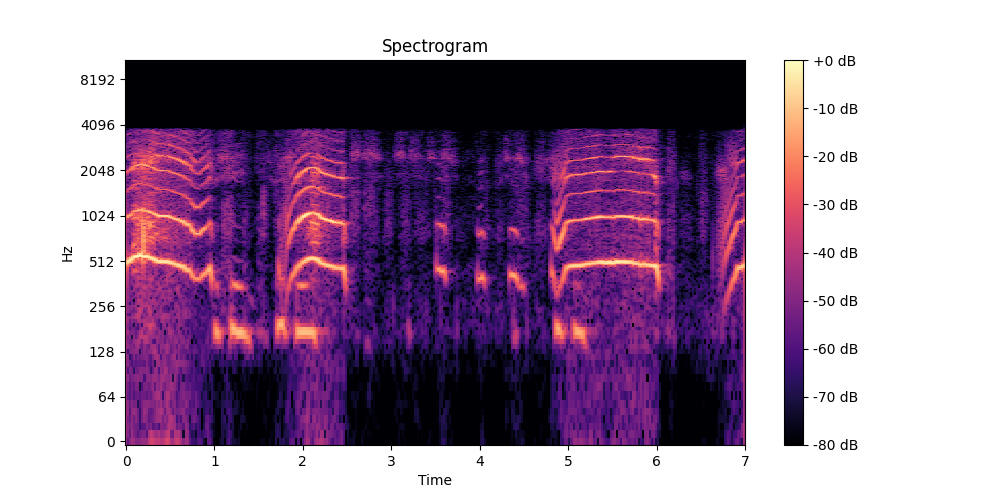 Spectrogram
8192
4096
2048
1024
512
256
128
64
0
Hz
0 1 2 3 4 5 6 7
Time
+0 dB
-10 dB
-20 dB
-30 dB
-40 dB
-50 dB
-60 dB
-70 dB
-80 dB